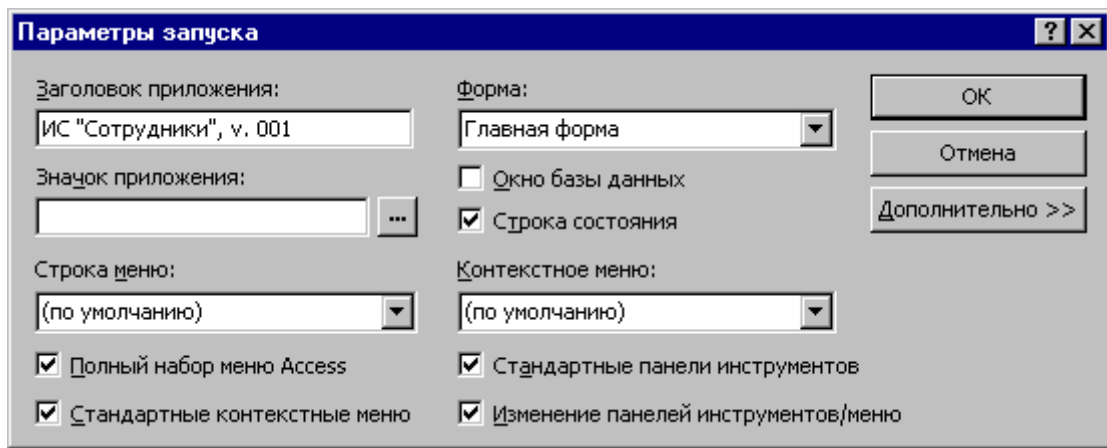 Параметры запуска
Заголовок приложения:
ИС "Сотрудники", v. 001
Значок приложения:
...
Строка меню:
(по умолчанию)
Полный набор меню Access
Стандартные контекстные меню
Форма:
Главная форма
Окно базы данных
Строка состояния
Контекстное меню:
(по умолчанию)
Стандартные панели инструментов
Изменение панелей инструментов/меню
ОК
Отмена
Дополнительно >>